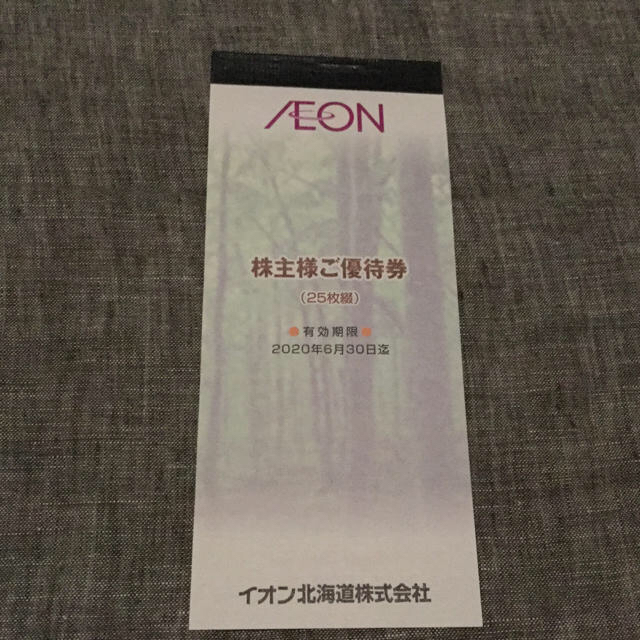 ÆON
株主様ご優待券
（25枚綴）
●有効期限●
2020年6月30日迄
イオン北海道株式会社